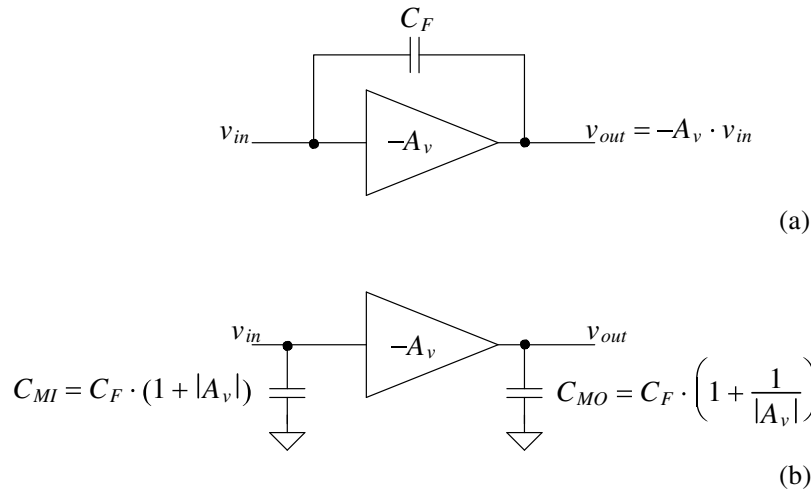 C_F
v_in
−A_v
v_out = −A_v · v_in
(a)
v_in
−A_v
v_out
C_MI = C_F · (1 + |A_v|)
C_MO = C_F · (1 + 1/|A_v|)
(b)